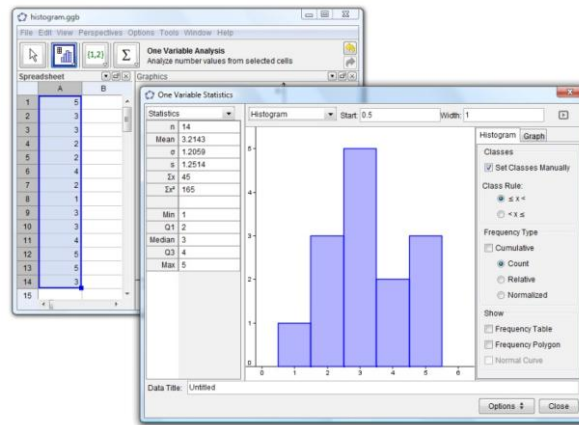 histogram.ggb
File Edit View Perspectives Options Tools Window Help
{1,2} Σ One Variable Analysis
Analyze number values from selected cells
Spreadsheet Graphics
A B
1 5
2 3
3 3
4 2
5 2
6 4
7 2
8 1
9 3
10 3
11 4
12 5
13 5
14 3
15
One Variable Statistics
Statistics
n 14
Mean 3.2143
σ 1.2059
s 1.2514
Σx 45
Σx² 165
Min 1
Q1 2
Median 3
Q3 4
Max 5
Histogram Start: 0.5 Width: 1
5
4
3
2
1
0
0 1 2 3 4 5 6
Histogram Graph
Classes
Set Classes Manually
Class Rule:
≤ x <
< x ≤
Frequency Type
Cumulative
Count
Relative
Normalized
Show
Frequency Table
Frequency Polygon
Normal Curve
Data Title: Untitled
Options Close